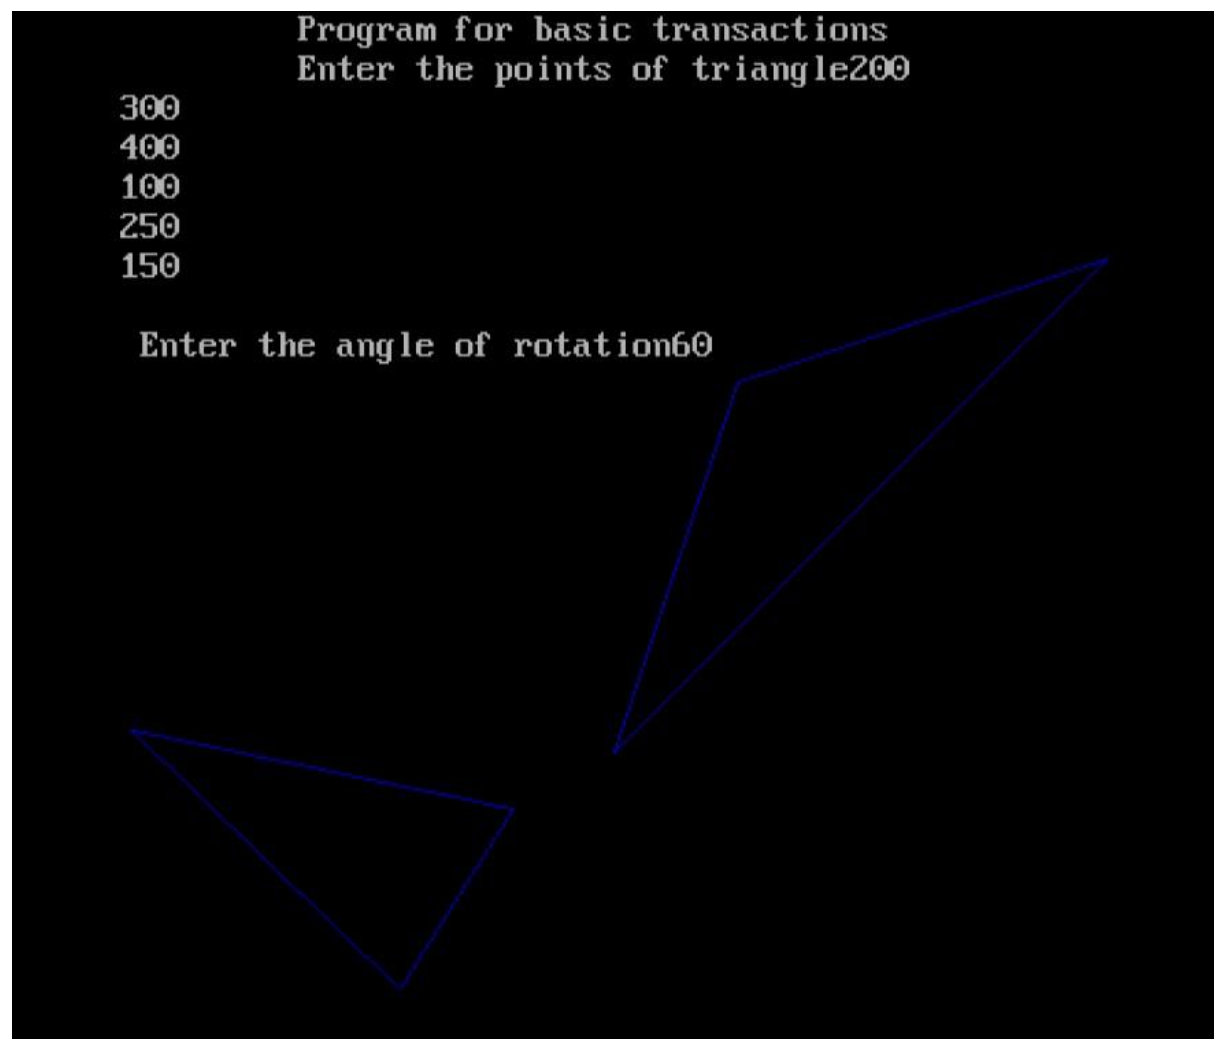 Program for basic transactions
Enter the points of triangle200
300
400
100
250
150
Enter the angle of rotation60